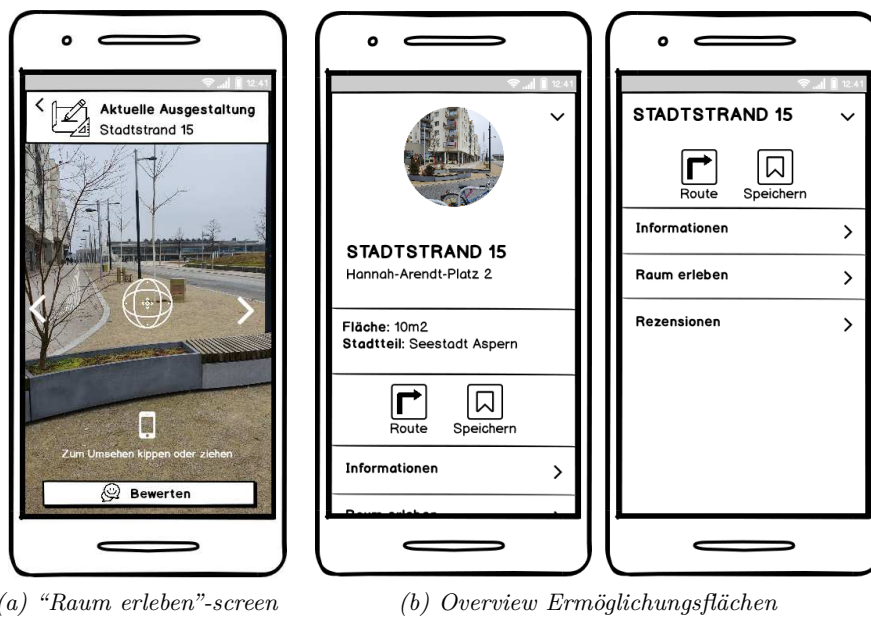 12:41
Aktuelle Ausgestaltung
Stadtstrand 15
Zum Umsehen kippen oder ziehen
Bewerten
12:41
STADTSTRAND 15
Hannah-Arendt-Platz 2
Fläche: 10m2
Stadtteil: Seestadt Aspern
Route Speichern
Informationen
Raum erleben
12:41
STADTSTRAND 15
Route Speichern
Informationen
Raum erleben
Rezensionen
(a) “Raum erleben”-screen
(b) Overview Ermöglichungsflächen